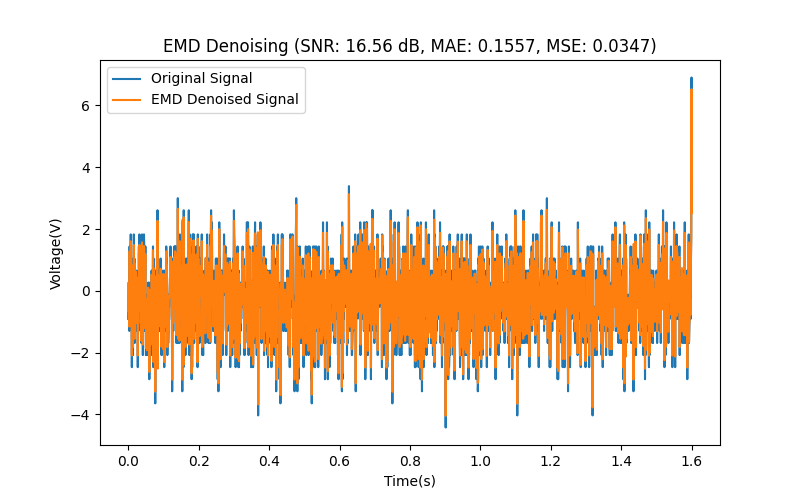 EMD Denoising (SNR: 16.56 dB, MAE: 0.1557, MSE: 0.0347)
Original Signal
EMD Denoised Signal
6
4
2
0
−2
−4
Voltage(V)
0.0 0.2 0.4 0.6 0.8 1.0 1.2 1.4 1.6
Time(s)